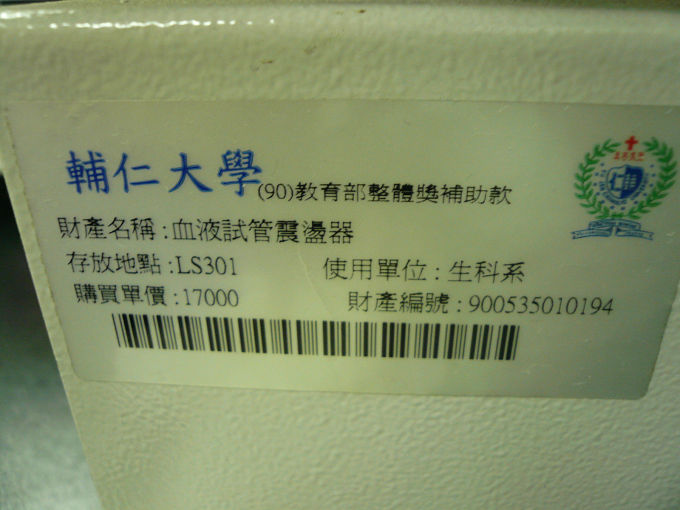 輔仁大學 (90)教育部整體獎補助款
財產名稱:血液試管震盪器
存放地點:LS301 使用單位:生科系
購買單價:17000 財產編號:900535010194